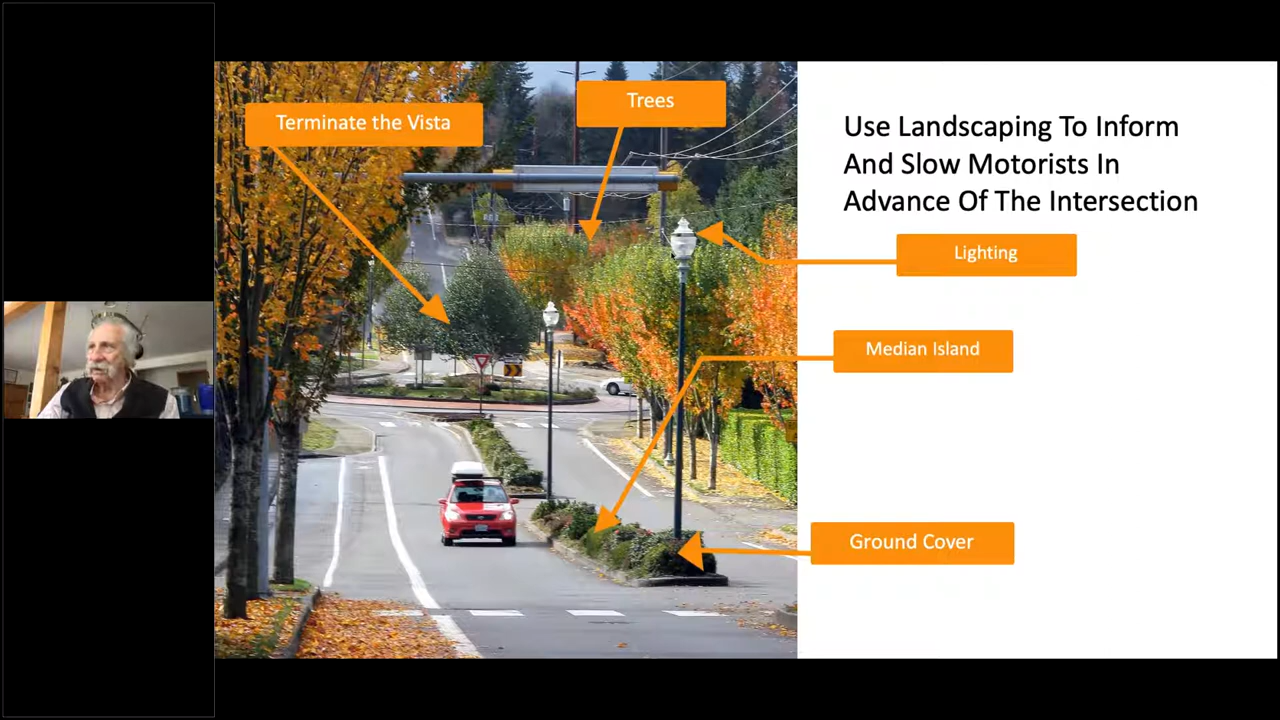 Terminate the Vista
Trees
Use Landscaping To Inform
And Slow Motorists In
Advance Of The Intersection
Lighting
Median Island
Ground Cover